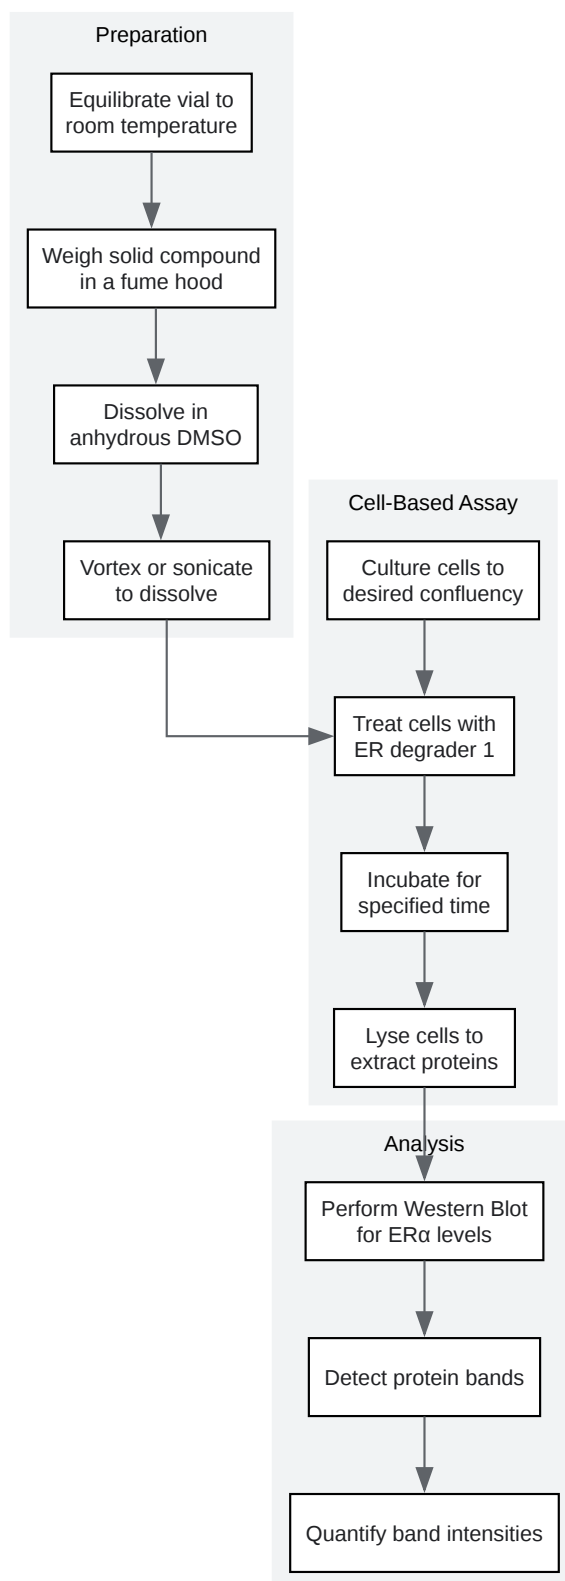 Preparation
Equilibrate vial to
room temperature
Weigh solid compound
in a fume hood
Dissolve in
anhydrous DMSO
Vortex or sonicate
to dissolve
Cell-Based Assay
Culture cells to
desired confluency
Treat cells with
ER degrader 1
Incubate for
specified time
Lyse cells to
extract proteins
Analysis
Perform Western Blot
for ERα levels
Detect protein bands
Quantify band intensities